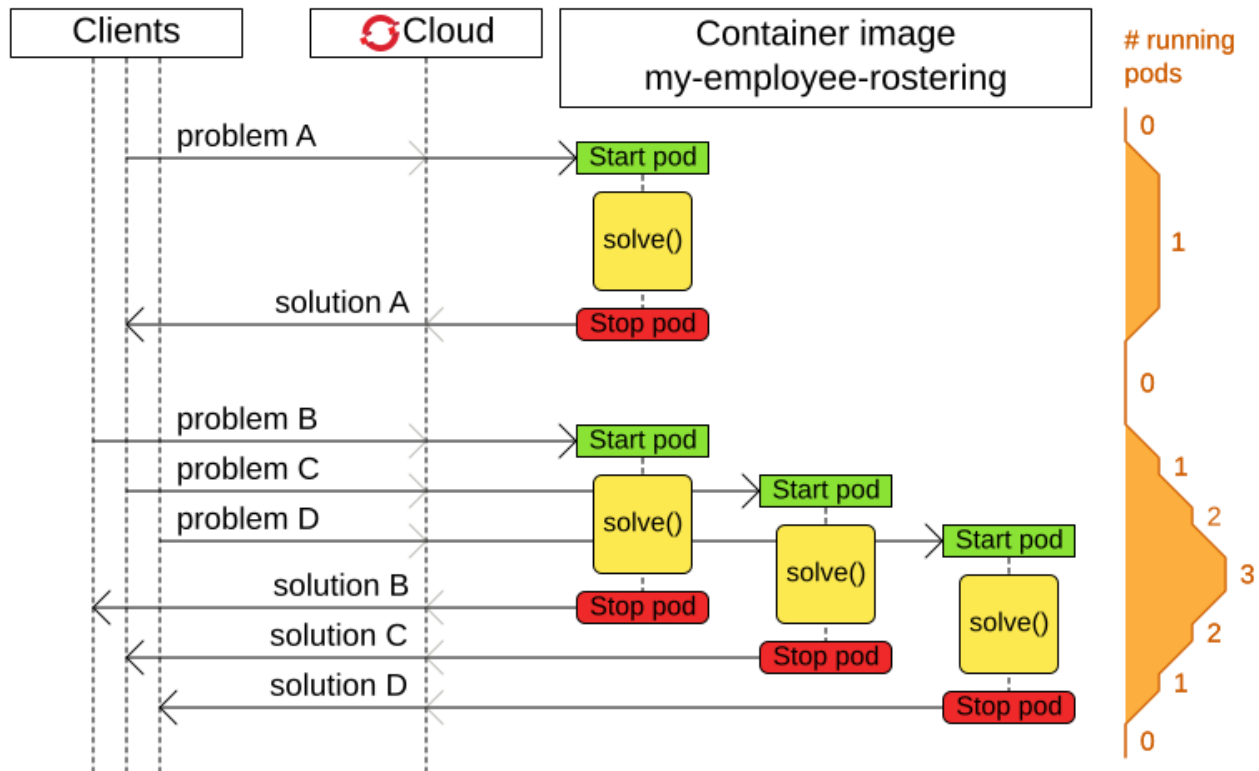 Clients
Cloud
Container image
my-employee-rostering
# running
pods
0
problem A
Start pod
solve()
1
solution A
Stop pod
0
problem B
Start pod
problem C
Start pod
1
problem D
solve()
2
Start pod
solve()
3
solution B
Stop pod
solve()
2
solution C
Stop pod
1
solution D
Stop pod
0